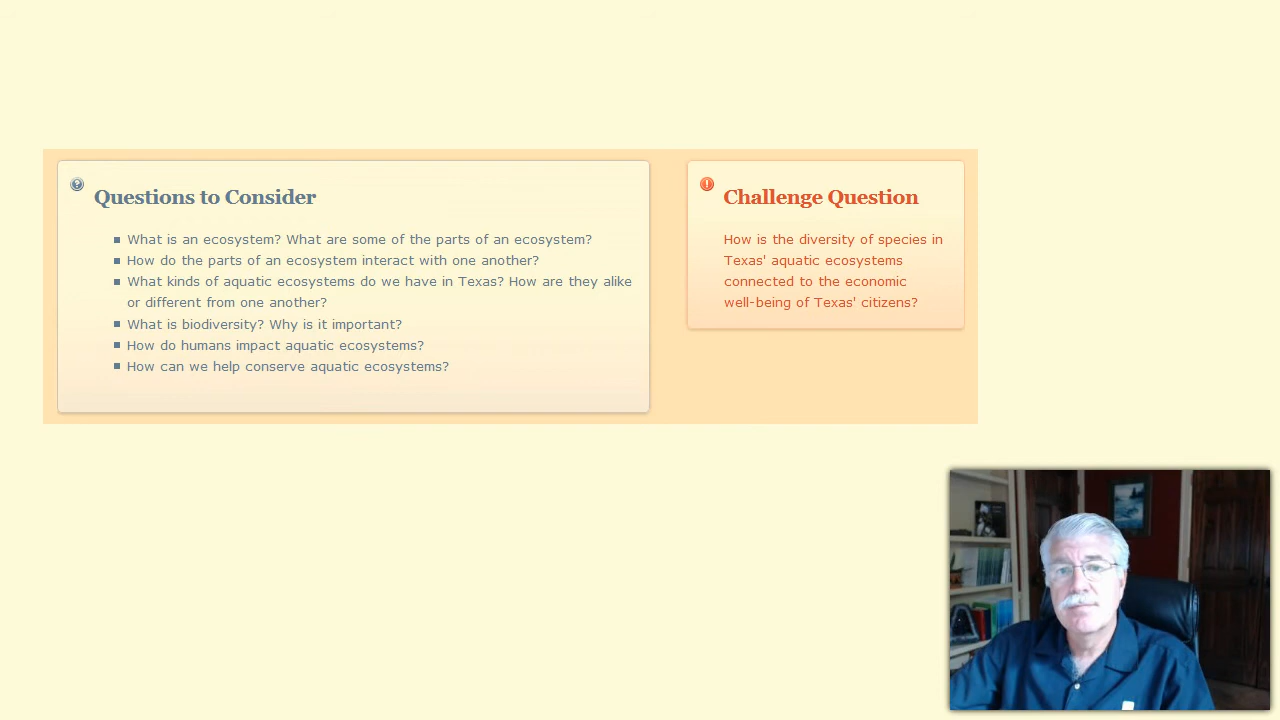 Questions to Consider
What is an ecosystem? What are some of the parts of an ecosystem?
How do the parts of an ecosystem interact with one another?
What kinds of aquatic ecosystems do we have in Texas? How are they alike
or different from one another?
What is biodiversity? Why is it important?
How do humans impact aquatic ecosystems?
How can we help conserve aquatic ecosystems?
Challenge Question
How is the diversity of species in
Texas' aquatic ecosystems
connected to the economic
well-being of Texas' citizens?